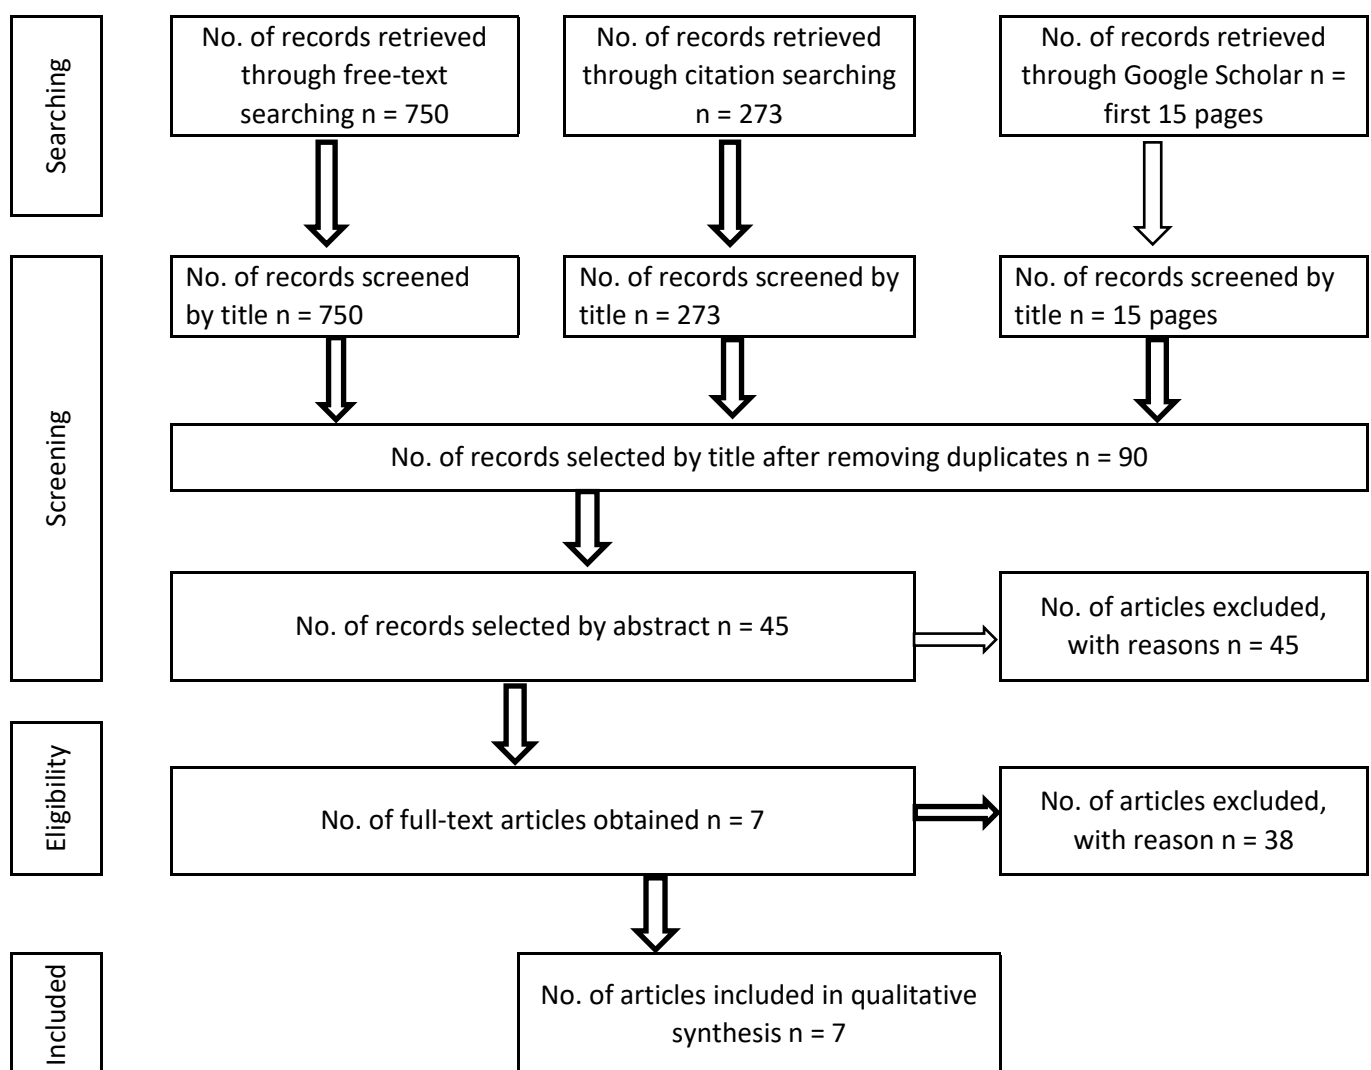 Searching
No. of records retrieved
through free-text
searching n = 750
No. of records retrieved
through citation searching
n = 273
No. of records retrieved
through Google Scholar n =
first 15 pages
Screening
No. of records screened
by title n = 750
No. of records screened by
title n = 273
No. of records screened by
title n = 15 pages
No. of records selected by title after removing duplicates n = 90
No. of records selected by abstract n = 45
No. of articles excluded,
with reasons n = 45
Eligibility
No. of full-text articles obtained n = 7
No. of articles excluded,
with reason n = 38
Included
No. of articles included in qualitative
synthesis n = 7